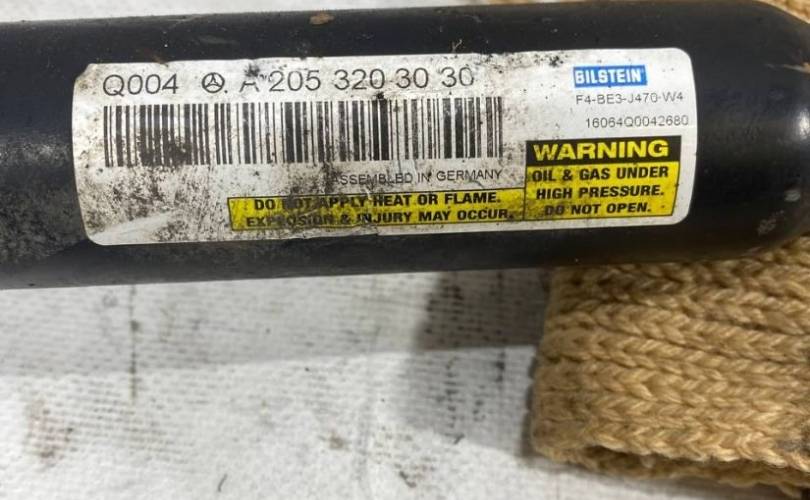 Q004 A 205 320 30 30
BILSTEIN
F4-BE3-J470-W4
16064Q0042680
ASSEMBLED IN GERMANY
DO NOT APPLY HEAT OR FLAME.
EXPLOSION & INJURY MAY OCCUR.
WARNING
OIL & GAS UNDER
HIGH PRESSURE.
DO NOT OPEN.